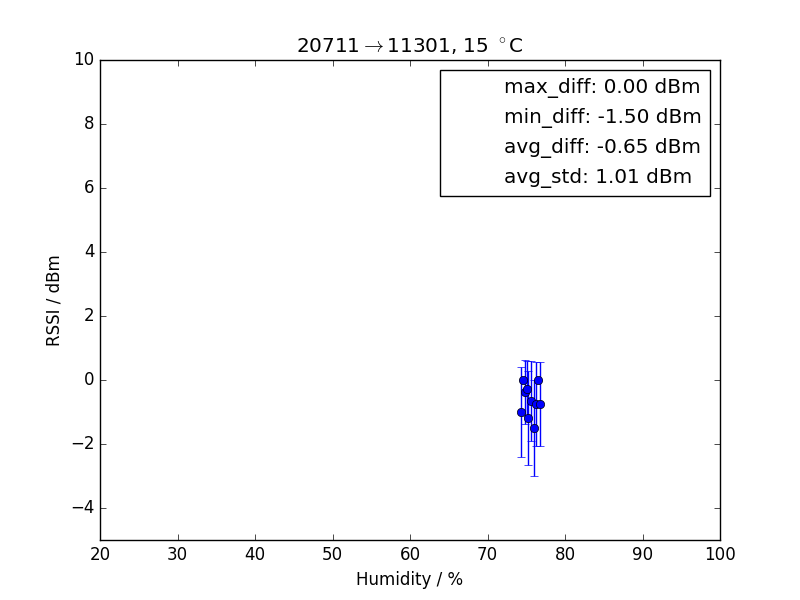 20711→11301, 15 °C
max_diff: 0.00 dBm
min_diff: -1.50 dBm
avg_diff: -0.65 dBm
avg_std: 1.01 dBm
RSSI / dBm
10
8
6
4
2
0
−2
−4
20 30 40 50 60 70 80 90 100
Humidity / %